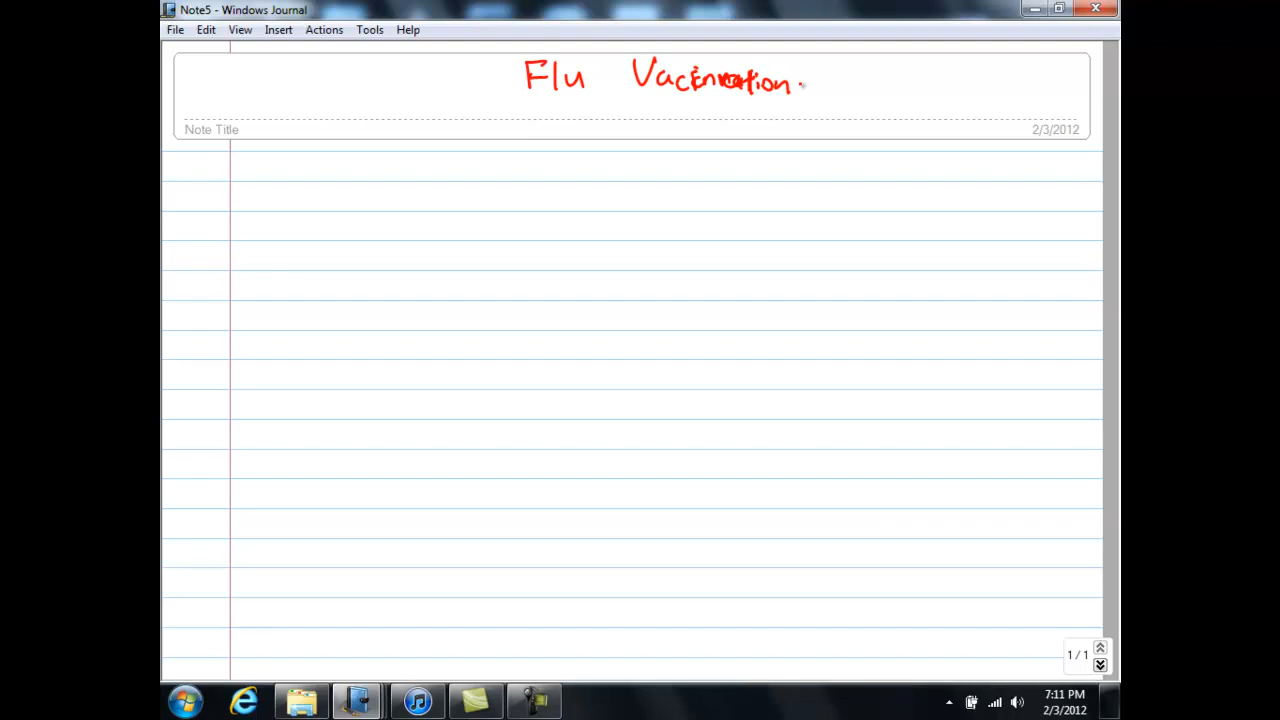 Note5 - Windows Journal
File Edit View Insert Actions Tools Help
Flu Vaccination
Note Title 2/3/2012
1 / 1
7:11 PM
2/3/2012